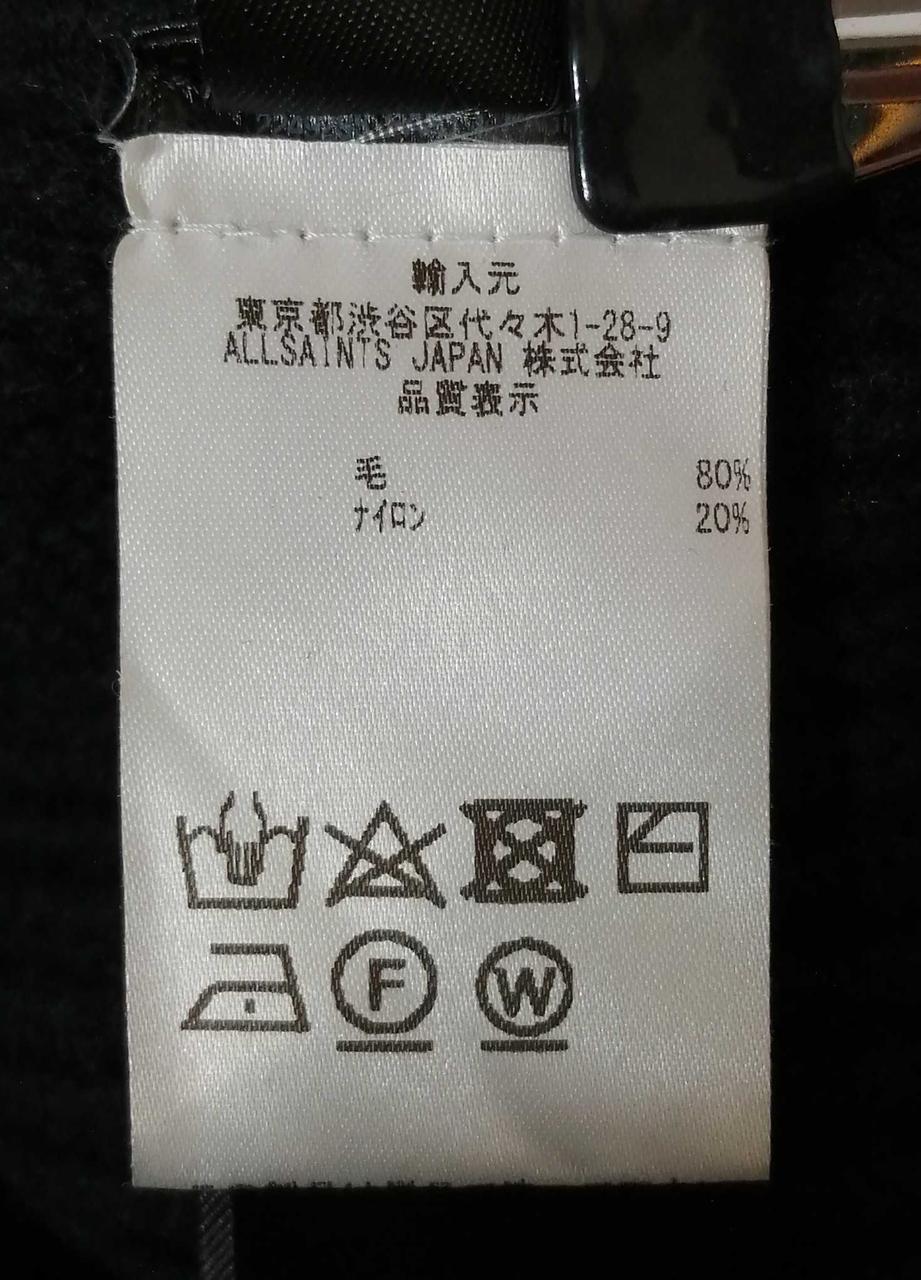 輸入元
東京都渋谷区代々木1-28-9
ALLSAINTS JAPAN 株式会社
品質表示
毛 80%
ナイロン 20%
F W